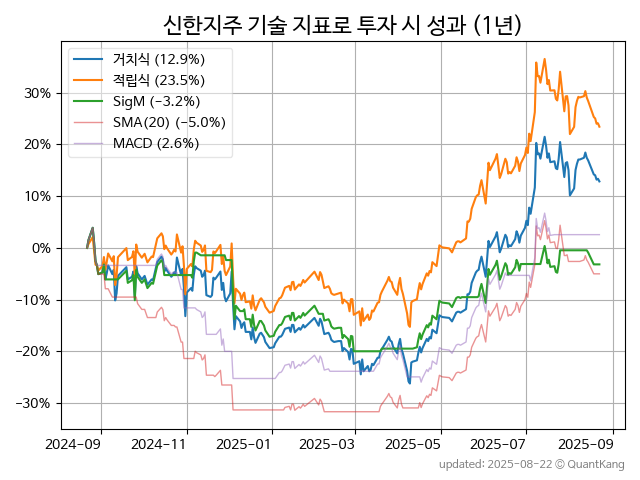 신한지주 기술 지표로 투자 시 성과 (1년)
거치식 (12.9%)
적립식 (23.5%)
SigM (−3.2%)
SMA(20) (−5.0%)
MACD (2.6%)
30%
20%
10%
0%
−10%
−20%
−30%
2024−09 2024−11 2025−01 2025−03 2025−05 2025−07 2025−09
updated: 2025-08-22 © QuantKang